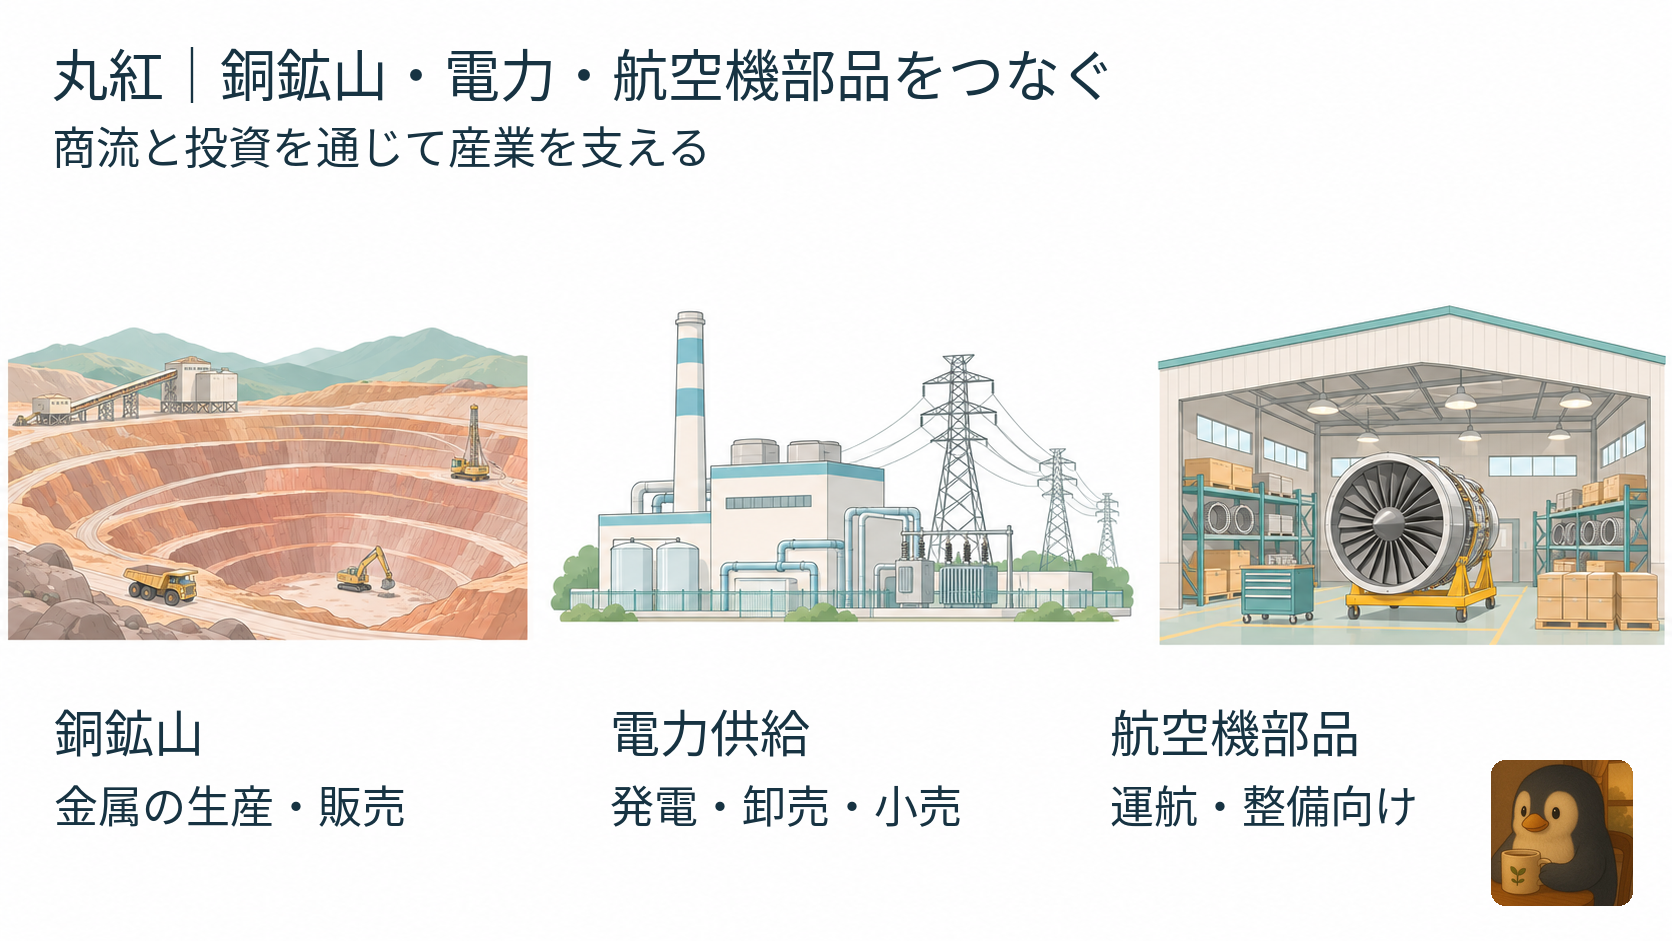 丸紅｜銅鉱山・電力・航空機部品をつなぐ
商流と投資を通じて産業を支える
銅鉱山
金属の生産・販売
電力供給
発電・卸売・小売
航空機部品
運航・整備向け